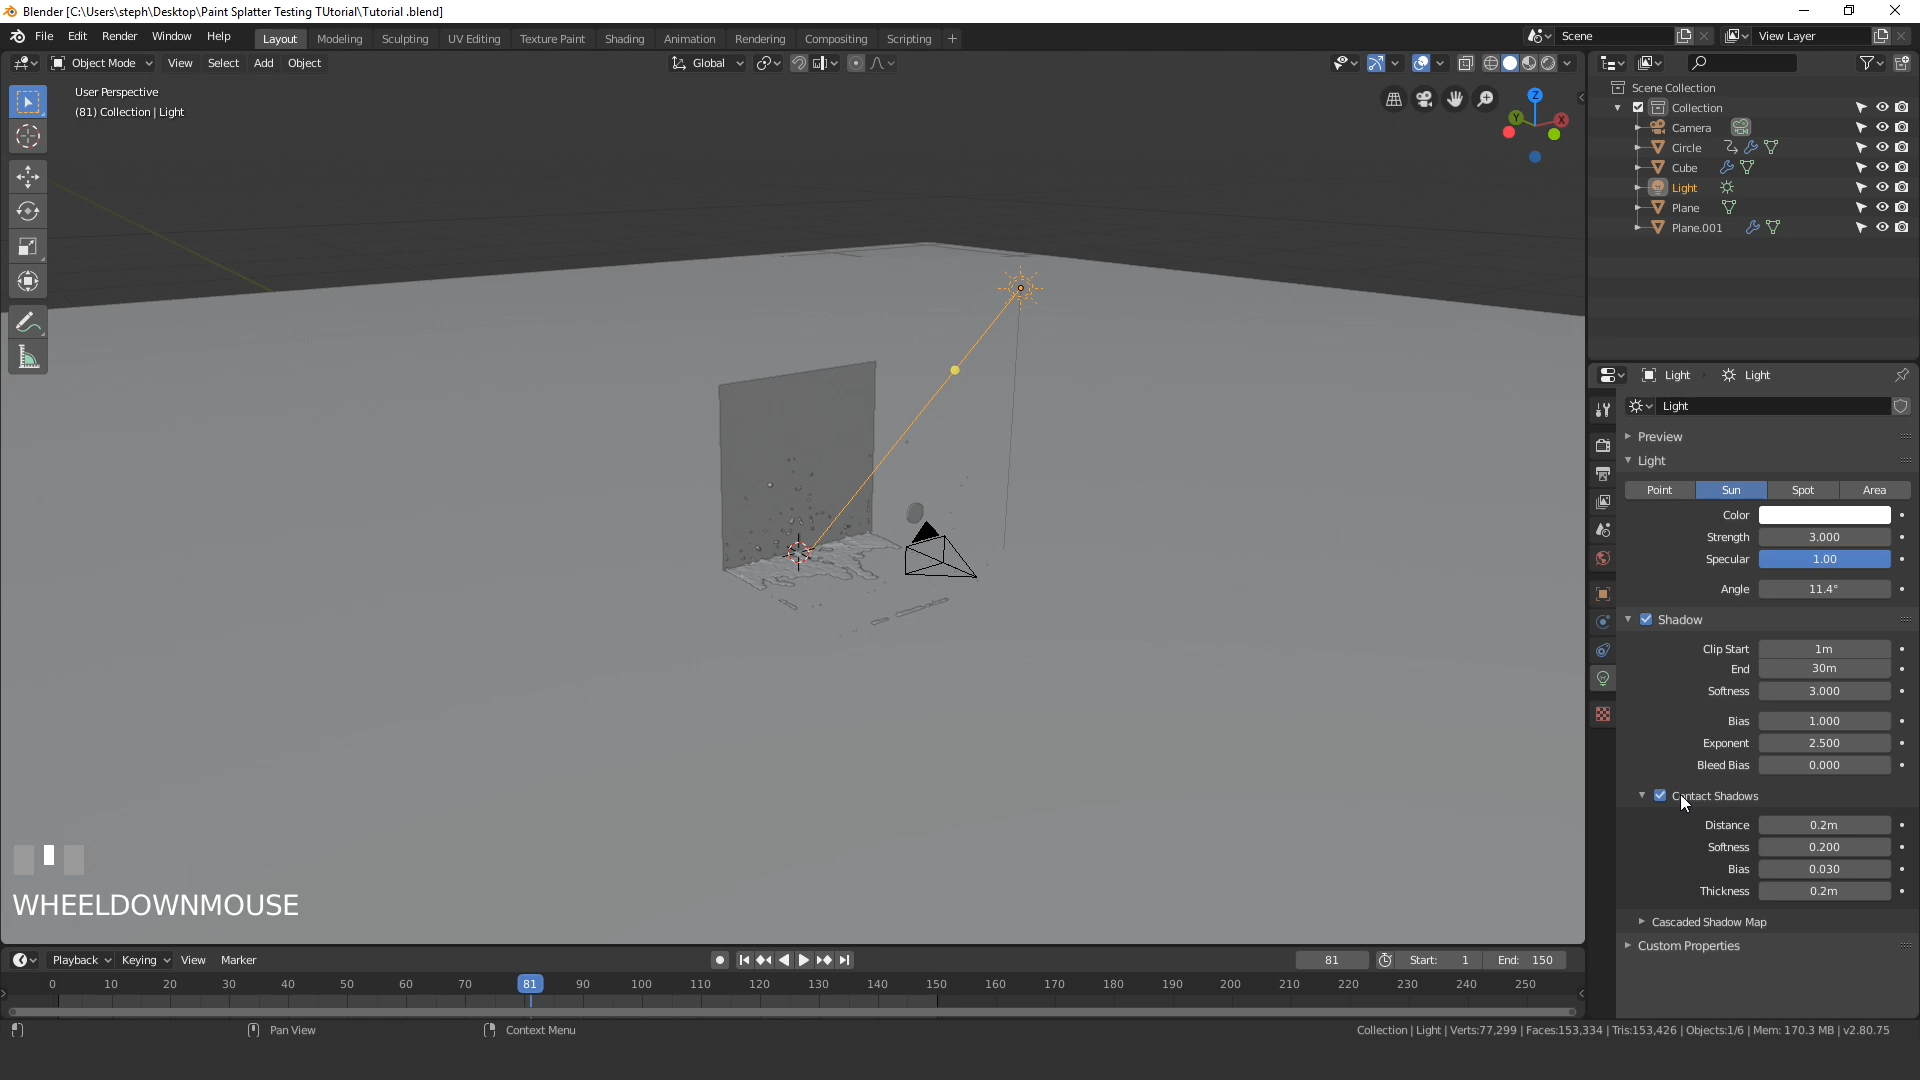 Blender [C:\Users\steph\Desktop\Paint Splatter Testing TUtorial\Tutorial .blend]
File Edit Render Window Help Layout Modeling Sculpting UV Editing Texture Paint Shading Animation Rendering Compositing Scripting + Scene View Layer
Object Mode View Select Add Object Global
User Perspective
(81) Collection | Light
Z
Y
X
Scene Collection
Collection
Camera
Circle
Cube
Light
Plane
Plane.001
Light Light
Light
Preview
Light
Point Sun Spot Area
Color
Strength 3.000
Specular 1.00
Angle 11.4°
Shadow
Clip Start 1m
End 30m
Softness 3.000
Bias 1.000
Exponent 2.500
Bleed Bias 0.000
Contact Shadows
Distance 0.2m
Softness 0.200
Bias 0.030
Thickness 0.2m
Cascaded Shadow Map
Custom Properties
WHEELDOWNMOUSE
Playback Keying View Marker 81 Start: 1 End: 150
0 10 20 30 40 50 60 70 81 90 100 110 120 130 140 150 160 170 180 190 200 210 220 230 240 250
Pan View Context Menu Collection | Light | Verts:77,299 | Faces:153,334 | Tris:153,426 | Objects:1/6 | Mem: 170.3 MB | v2.80.75